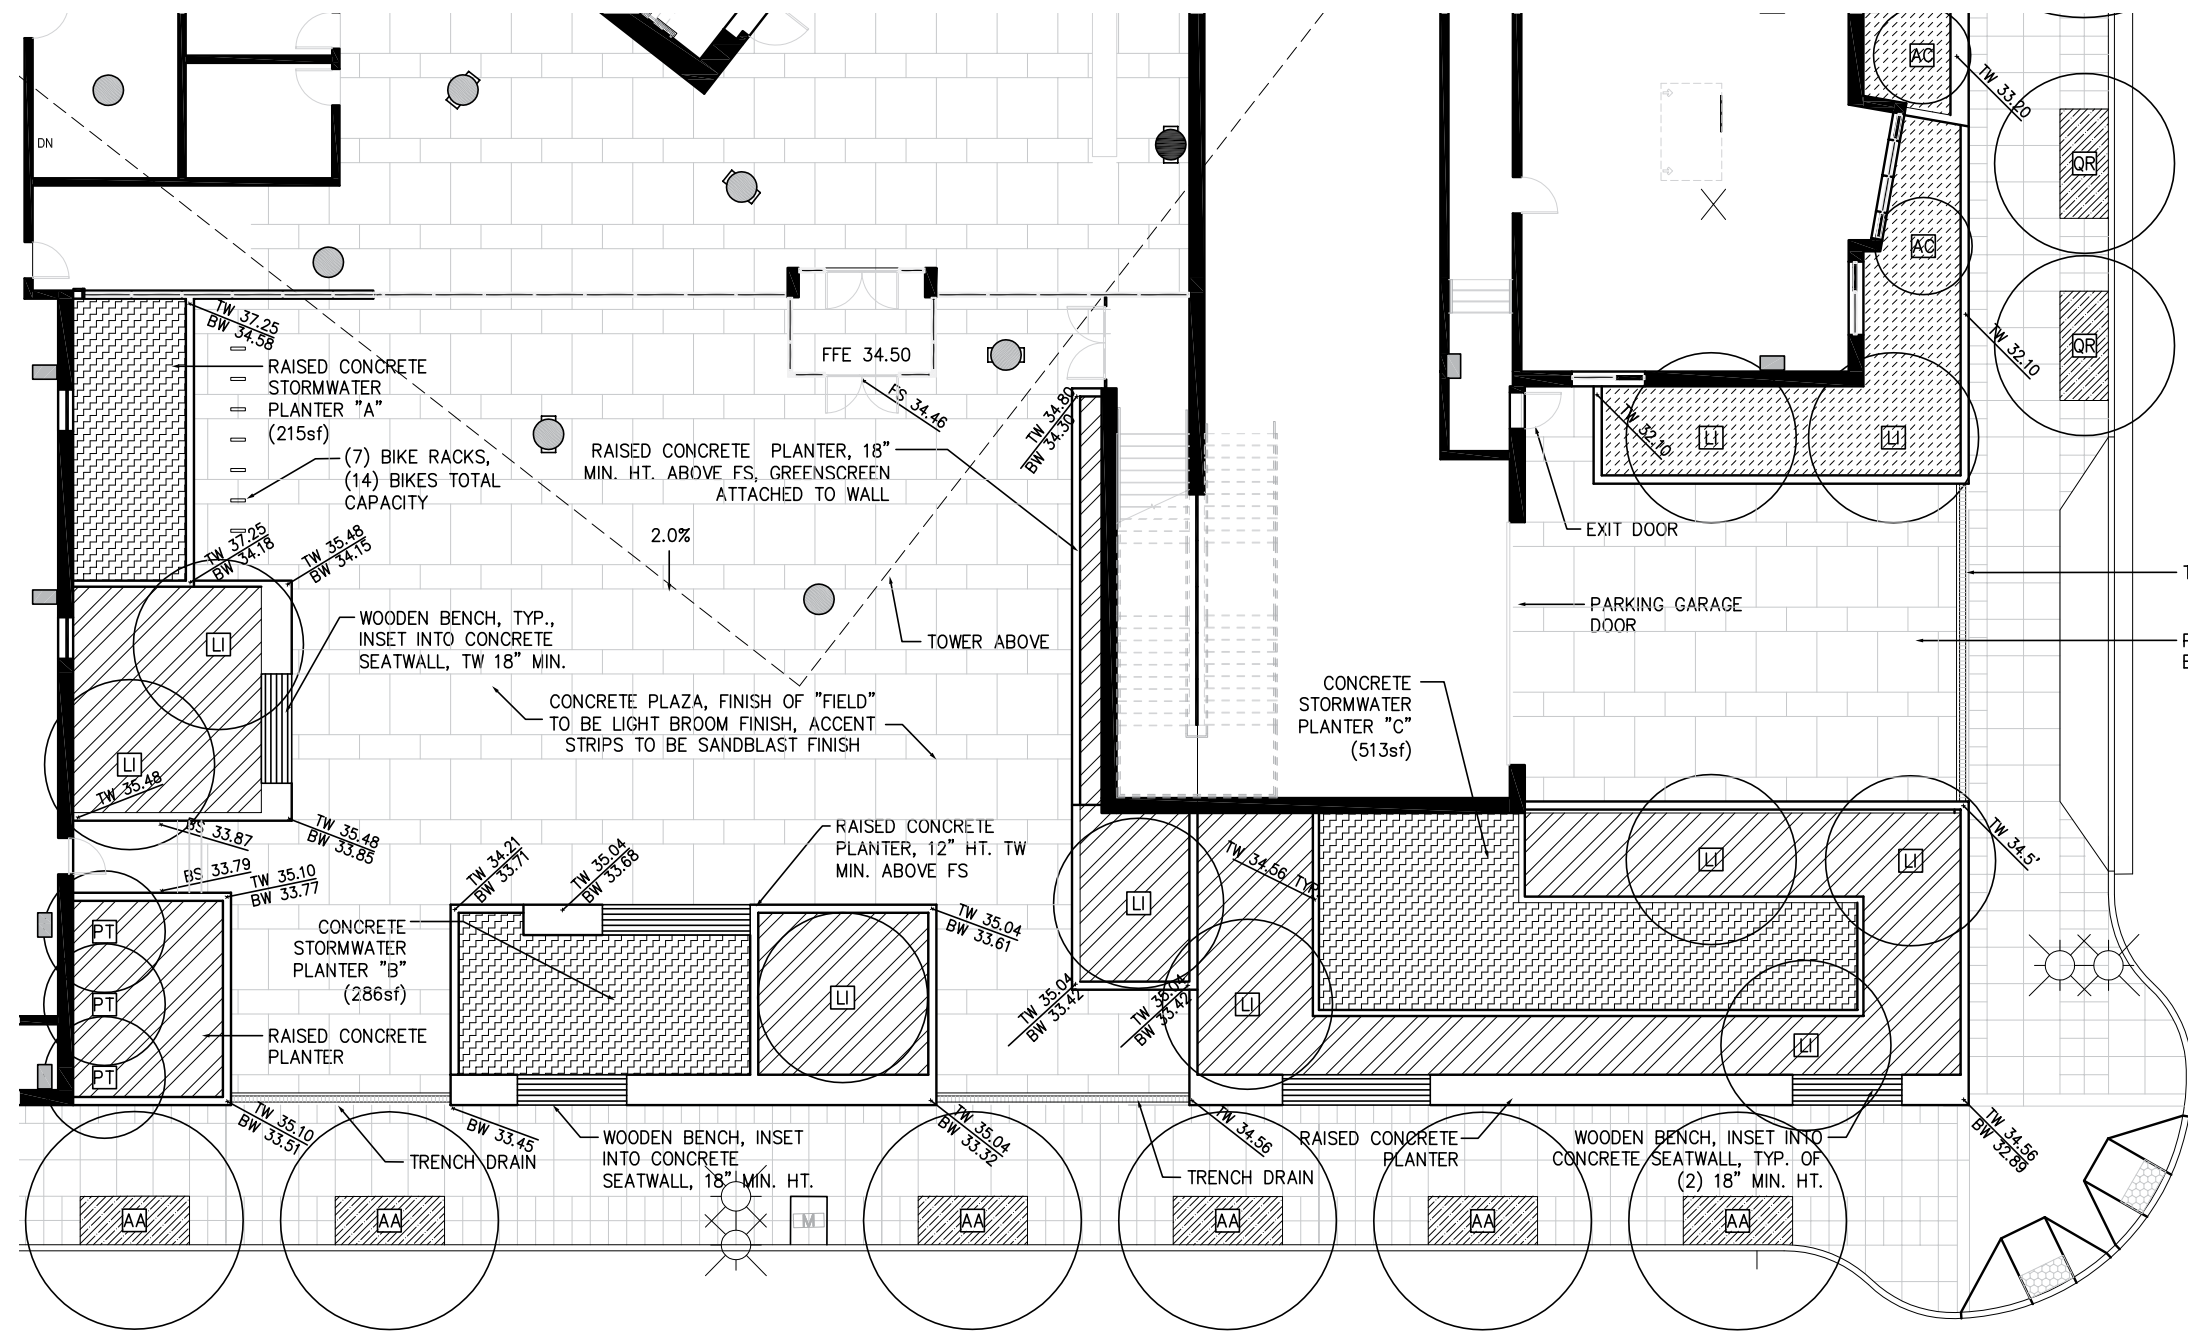 AC
TW 33.20
QR
DN
AC
TW 37.25
BW 34.58
FFE 34.50
FS 34.46
TW 32.10
QR
RAISED CONCRETE
STORMWATER
PLANTER "A"
(215sf)
TW 34.80
BW 34.30
TW 32.10
LI
LI
(7) BIKE RACKS,
(14) BIKES TOTAL
CAPACITY
RAISED CONCRETE PLANTER, 18"
MIN. HT. ABOVE FS, GREENSCREEN
ATTACHED TO WALL
TW 37.25
BW 34.18
TW 35.48
BW 34.15
2.0%
EXIT DOOR
PARKING GARAGE
DOOR
LI
WOODEN BENCH, TYP.,
INSET INTO CONCRETE
SEATWALL, TW 18" MIN.
TOWER ABOVE
CONCRETE PLAZA, FINISH OF "FIELD"
TO BE LIGHT BROOM FINISH, ACCENT
STRIPS TO BE SANDBLAST FINISH
CONCRETE
STORMWATER
PLANTER "C"
(513sf)
LI
TW 35.48
BS 33.87
TW 35.48
BW 33.85
BS 33.79
TW 35.10
BW 33.77
TW 34.21
BW 33.71
TW 35.04
BW 33.68
RAISED CONCRETE
PLANTER, 12" HT. TW
MIN. ABOVE FS
TW 34.56 TYP.
LI
LI
TW 34.5'
PT
CONCRETE
STORMWATER
PLANTER "B"
(286sf)
TW 35.04
BW 33.61
LI
LI
LI
PT
TW 35.04
BW 33.42
TW 35.04
BW 33.42
LI
RAISED CONCRETE
PLANTER
PT
TW 35.10
BW 33.51
TRENCH DRAIN
BW 33.45
WOODEN BENCH, INSET
INTO CONCRETE
SEATWALL, 18" MIN. HT.
TW 35.04
BW 33.32
TRENCH DRAIN
TW 34.56
RAISED CONCRETE
PLANTER
WOODEN BENCH, INSET INTO
CONCRETE SEATWALL, TYP. OF
(2) 18" MIN. HT.
TW 34.56
BW 32.89
AA
AA
M
AA
AA
AA
AA